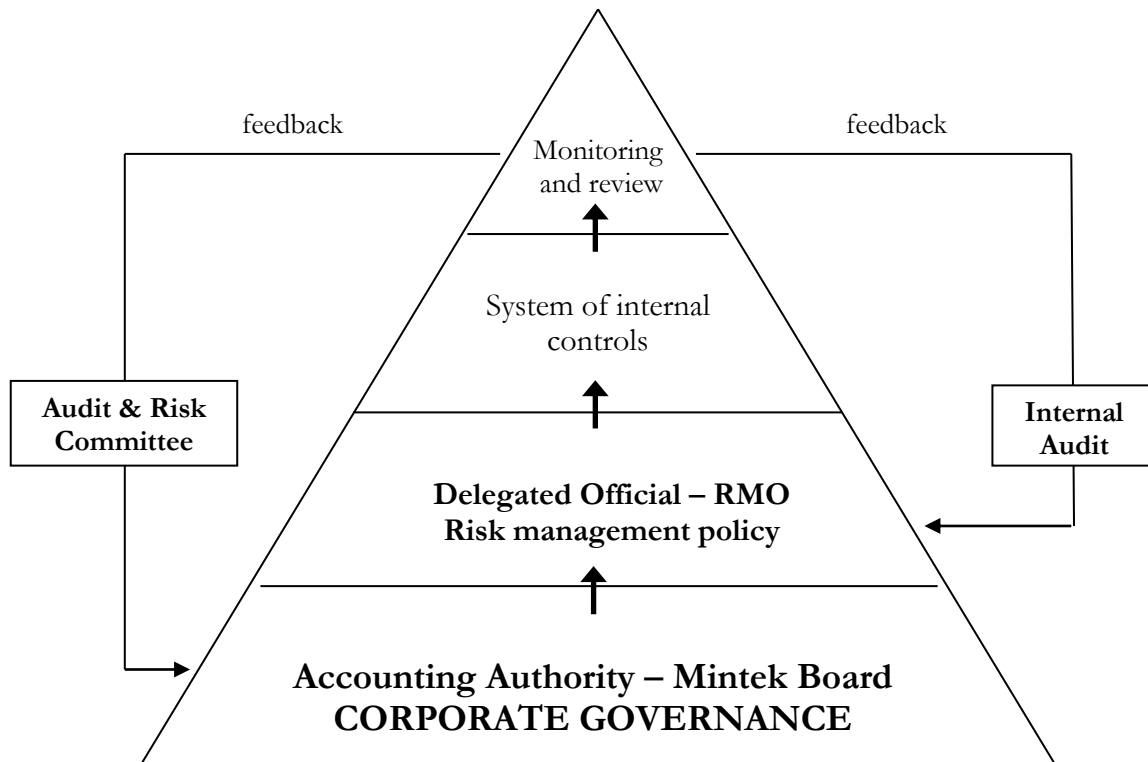 feedback
feedback
Monitoring
and review
System of internal
controls
Audit & Risk
Committee
Internal
Audit
Delegated Official – RMO
Risk management policy
Accounting Authority – Mintek Board
CORPORATE GOVERNANCE